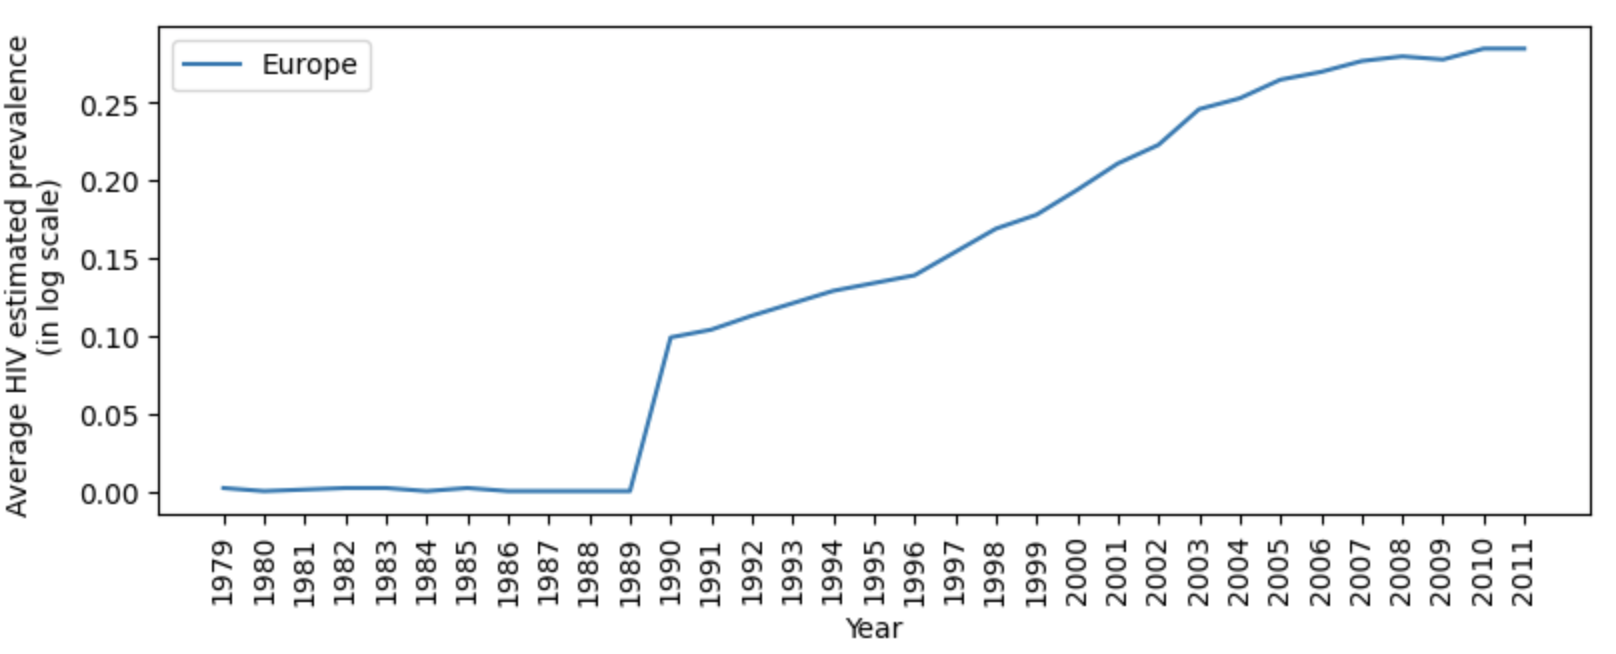 Europe
Average HIV estimated prevalence
(in log scale)
0.25
0.20
0.15
0.10
0.05
0.00
1979 1980 1981 1982 1983 1984 1985 1986 1987 1988 1989 1990 1991 1992 1993 1994 1995 1996 1997 1998 1999 2000 2001 2002 2003 2004 2005 2006 2007 2008 2009 2010 2011
Year